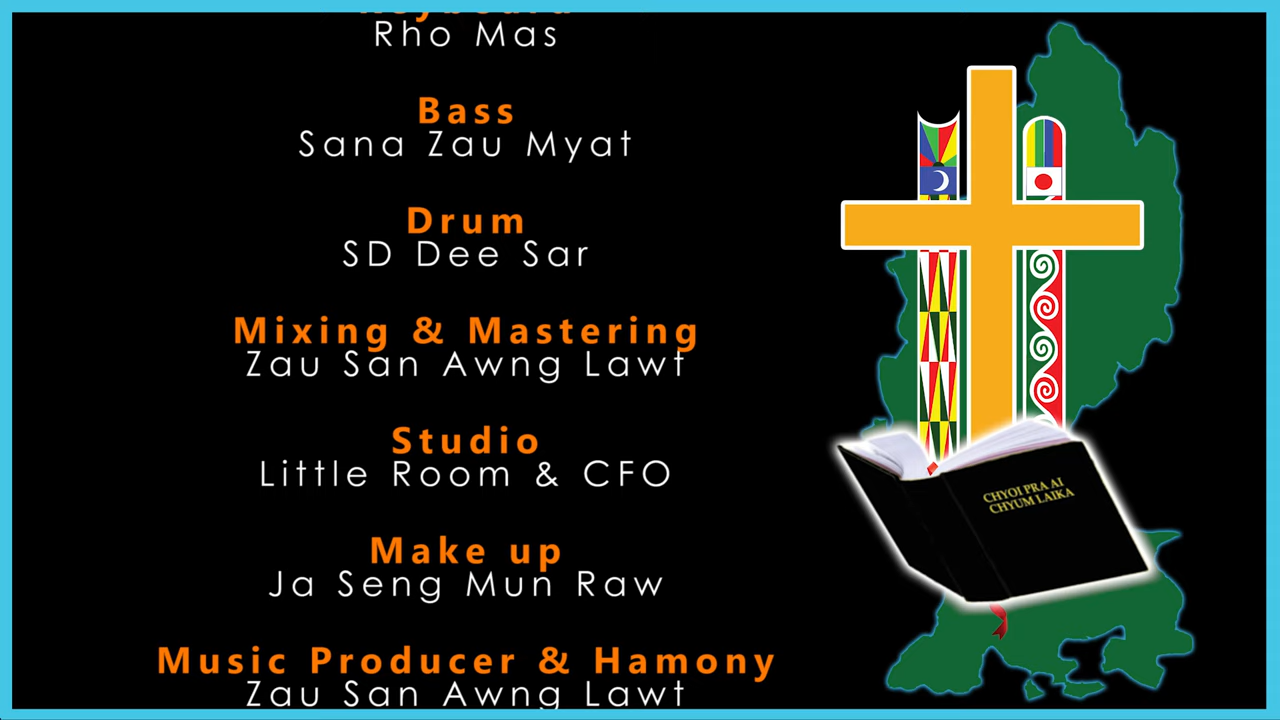 Keyboard
Rho Mas
Bass
Sana Zau Myat
Drum
SD Dee Sar
Mixing & Mastering
Zau San Awng Lawt
Studio
Little Room & CFO
Make up
Ja Seng Mun Raw
Music Producer & Hamony
Zau San Awng Lawt
CHYOI PRA AI
CHYUM LAIKA